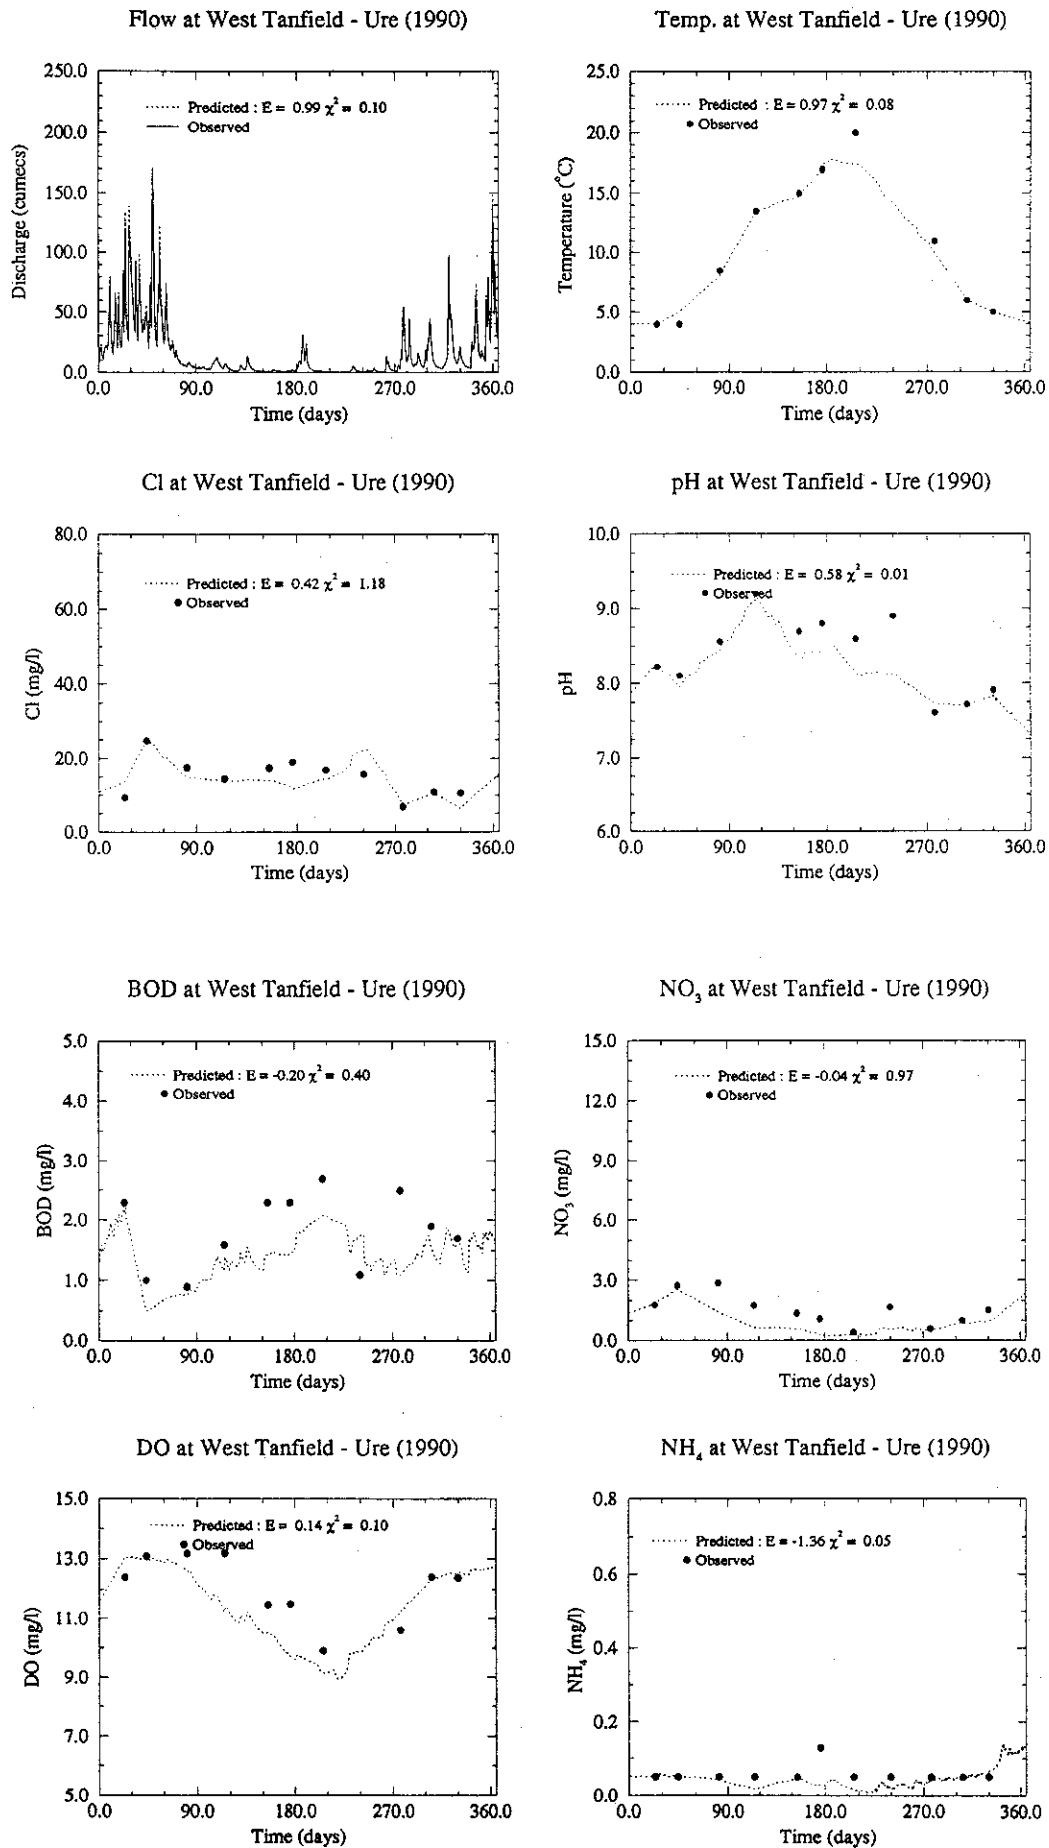 Flow at West Tanfield - Ure (1990)
250.0
200.0
150.0
100.0
50.0
0.0
Discharge (cumecs)
Predicted : E = 0.99 χ² = 0.10
Observed
0.0 90.0 180.0 270.0 360.0
Time (days)
Temp. at West Tanfield - Ure (1990)
25.0
20.0
15.0
10.0
5.0
0.0
Temperature (°C)
Predicted : E = 0.97 χ² = 0.08
Observed
0.0 90.0 180.0 270.0 360.0
Time (days)
Cl at West Tanfield - Ure (1990)
80.0
60.0
40.0
20.0
0.0
Cl (mg/l)
Predicted : E = 0.42 χ² = 1.18
Observed
0.0 90.0 180.0 270.0 360.0
Time (days)
pH at West Tanfield - Ure (1990)
10.0
9.0
8.0
7.0
6.0
pH
Predicted : E = 0.58 χ² = 0.01
Observed
0.0 90.0 180.0 270.0 360.0
Time (days)
BOD at West Tanfield - Ure (1990)
5.0
4.0
3.0
2.0
1.0
0.0
BOD (mg/l)
Predicted : E = -0.20 χ² = 0.40
Observed
0.0 90.0 180.0 270.0 360.0
Time (days)
NO₃ at West Tanfield - Ure (1990)
15.0
12.0
9.0
6.0
3.0
0.0
NO₃ (mg/l)
Predicted : E = -0.04 χ² = 0.97
Observed
0.0 90.0 180.0 270.0 360.0
Time (days)
DO at West Tanfield - Ure (1990)
15.0
13.0
11.0
9.0
7.0
5.0
DO (mg/l)
Predicted : E = 0.14 χ² = 0.10
Observed
0.0 90.0 180.0 270.0 360.0
Time (days)
NH₄ at West Tanfield - Ure (1990)
0.8
0.6
0.4
0.2
0.0
NH₄ (mg/l)
Predicted : E = -1.36 χ² = 0.05
Observed
0.0 90.0 180.0 270.0 360.0
Time (days)